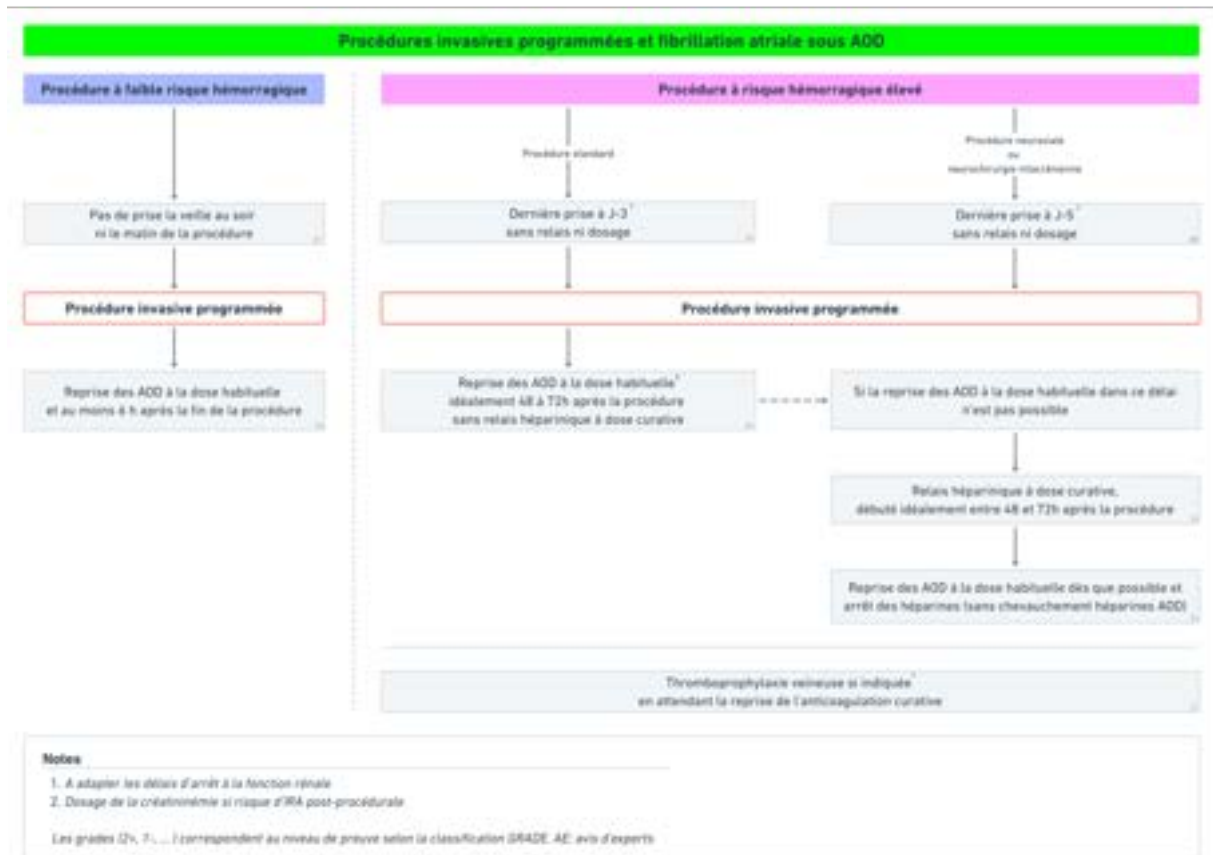 Procédures invasives programmées et fibrillation atriale sous AOD
Procédure à faible risque hémorragique
Procédure à risque hémorragique élevé
Procédure standard
Procédure neuraxiale
ou
neurochirurgie intracrânienne
Pas de prise la veille au soir
ni le matin de la procédure
Dernière prise à J-3
sans relais ni dosage
Dernière prise à J-5
sans relais ni dosage
Procédure invasive programmée
Procédure invasive programmée
Reprise des AOD à la dose habituelle
et au moins 6 h après la fin de la procédure
Reprise des AOD à la dose habituelle
idéalement 48 à 72h après la procédure
sans relais héparinique à dose curative
Si la reprise des AOD à la dose habituelle dans ce délai
n'est pas possible
Relais héparinique à dose curative,
débuté idéalement entre 48 et 72h après la procédure
Reprise des AOD à la dose habituelle dès que possible et
arrêt des héparines (sans chevauchement héparines AOD)
Thromboprophylaxie veineuse si indiquée
en attendant la reprise de l'anticoagulation curative
Notes
1. A adapter les délais d'arrêt à la fonction rénale
2. Dosage de la créatininémie si risque d'IRA post-procédurale
Les grades (2+, 1-, ... ) correspondent au niveau de preuve selon la classification GRADE. AE: avis d'experts